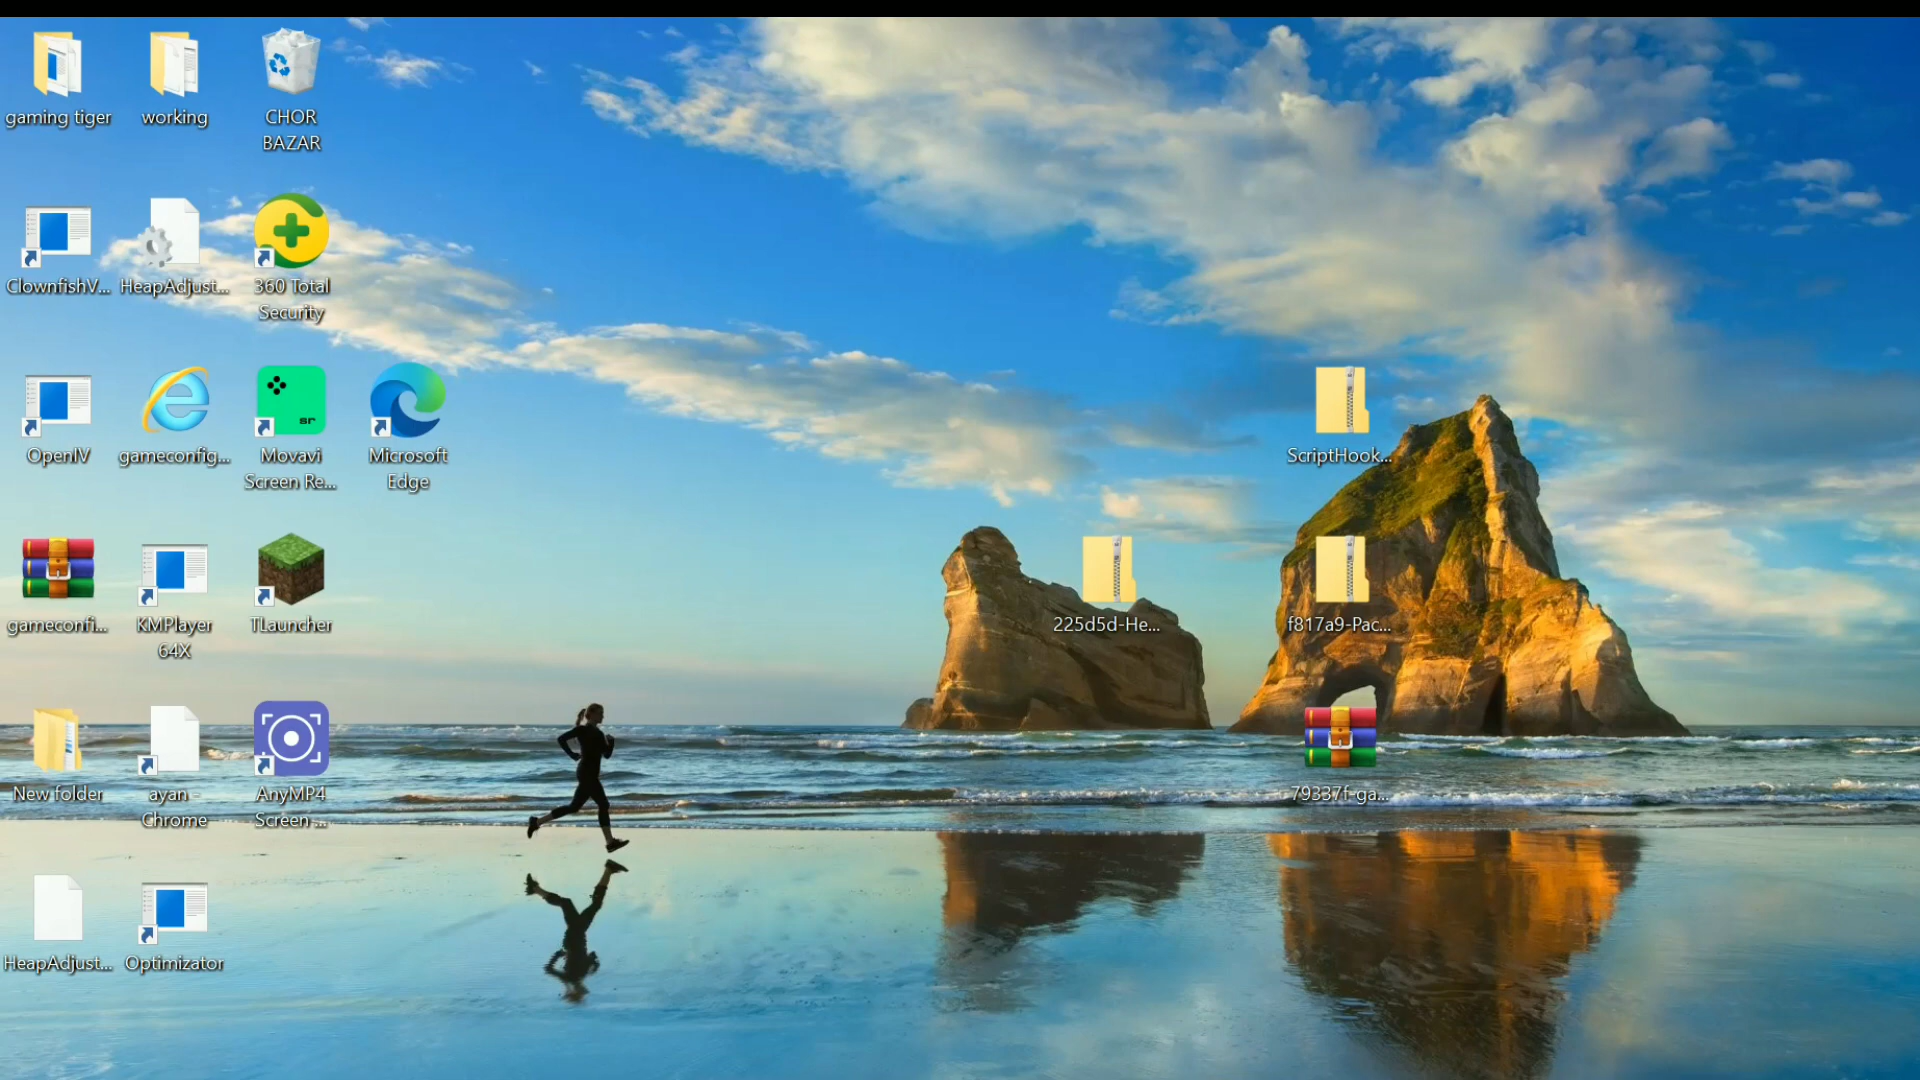 gaming tiger
working
CHOR
BAZAR
ClownfishV...
HeapAdjust...
360 Total
Security
OpenIV
gameconfig...
Movavi
Screen Re...
sr
Microsoft
Edge
ScriptHook...
gameconfi...
KMPlayer
64X
TLauncher
225d5d-He...
f817a9-Pac...
New folder
ayan -
Chrome
AnyMP4
Screen ...
79337f-ga...
HeapAdjust...
Optimizator